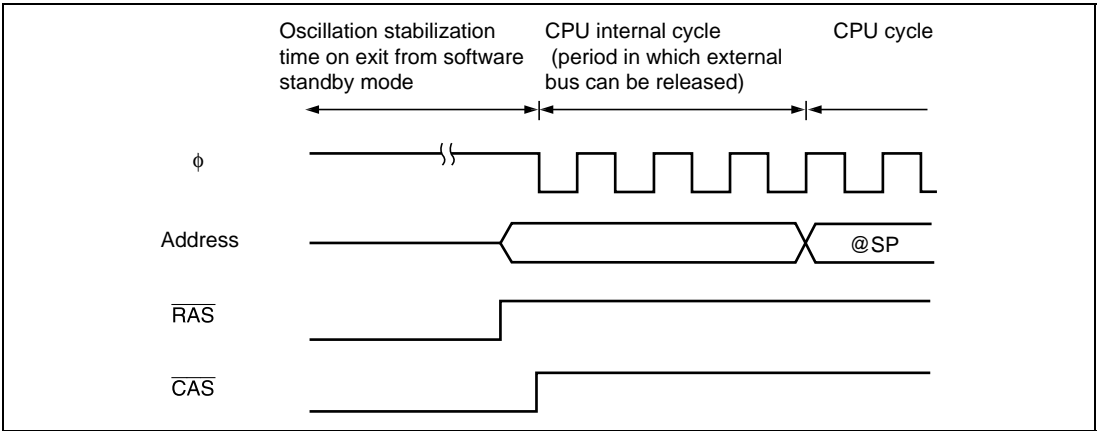 Oscillation stabilization
time on exit from software
standby mode
CPU internal cycle
(period in which external
bus can be released)
CPU cycle
φ
Address
@SP
RAS
CAS